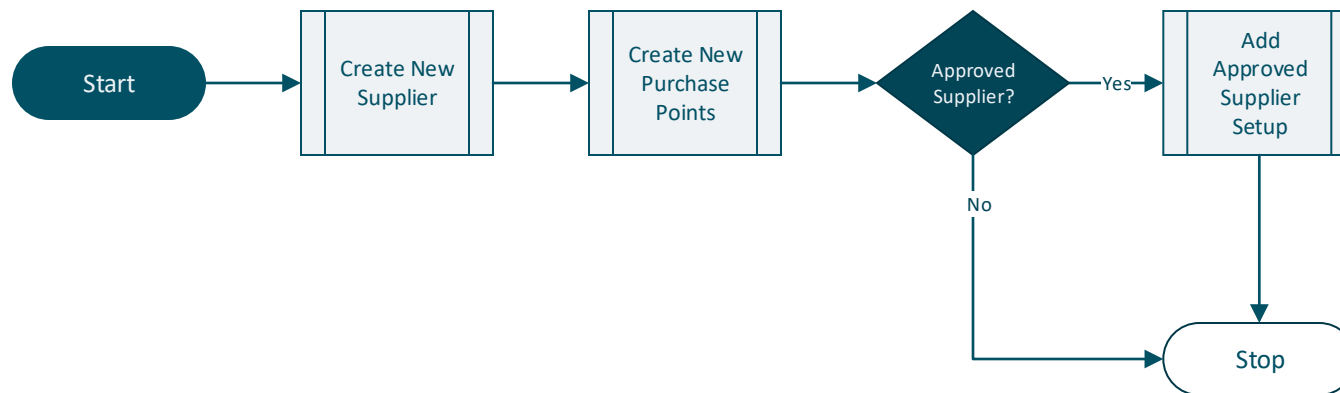 Start
Create New
Supplier
Create New
Purchase
Points
Approved
Supplier?
Yes
Add
Approved
Supplier
Setup
No
Stop